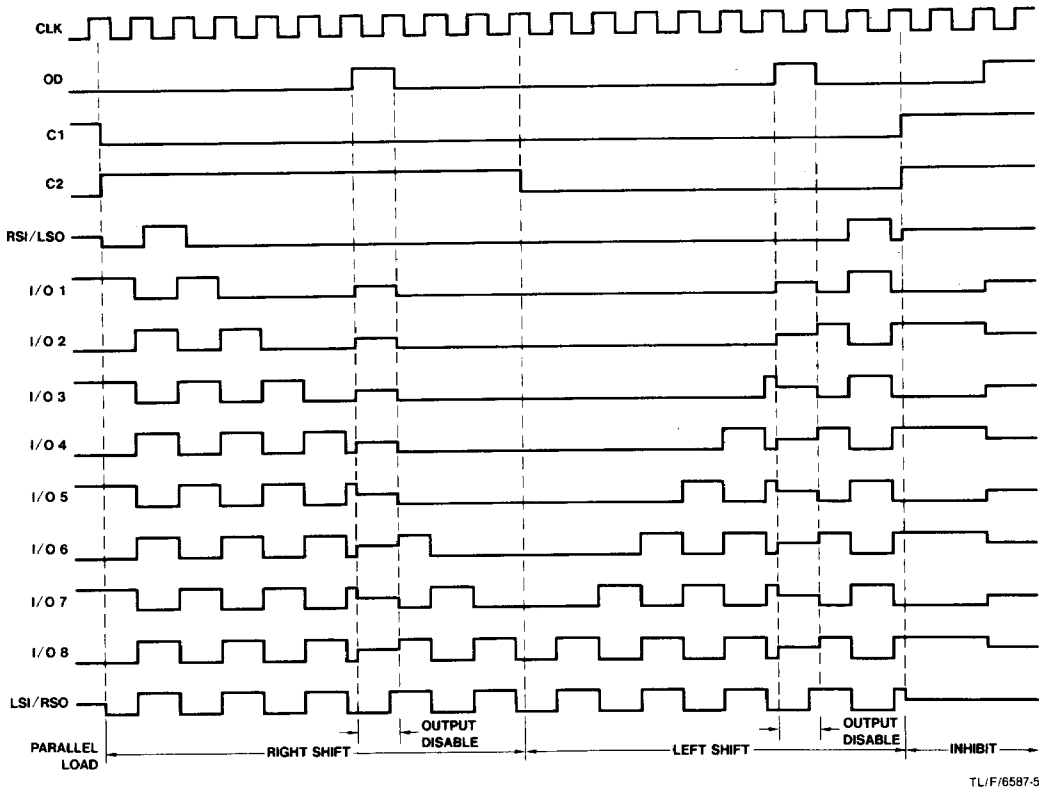 CLK
OD
C1
C2
RSI/LSO
I/O 1
I/O 2
I/O 3
I/O 4
I/O 5
I/O 6
I/O 7
I/O 8
LSI/RSO
PARALLEL
LOAD
RIGHT SHIFT
OUTPUT
DISABLE
LEFT SHIFT
OUTPUT
DISABLE
INHIBIT
TL/F/6587-5